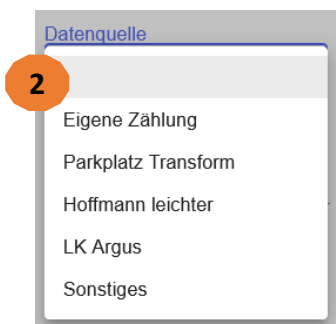 Datenquelle
2
Eigene Zählung
Parkplatz Transform
Hoffmann leichter
LK Argus
Sonstiges